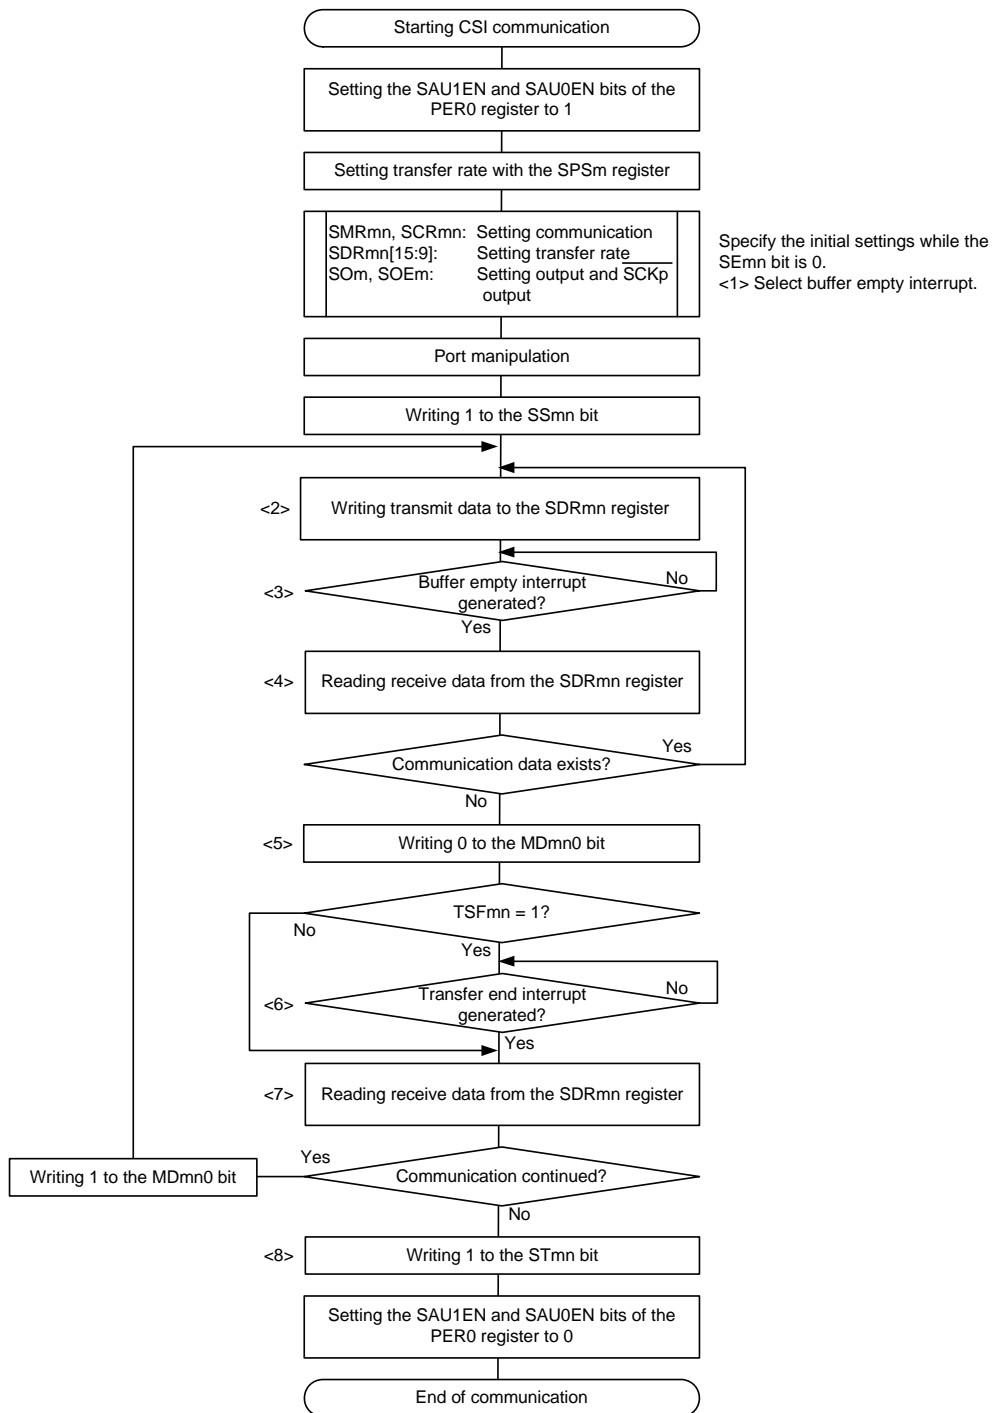 Starting CSI communication
Setting the SAU1EN and SAU0EN bits of the
PER0 register to 1
Setting transfer rate with the SPSm register
SMRmn, SCRmn: Setting communication
SDRmn[15:9]: Setting transfer rate
SOm, SOEm: Setting output and SCKp
output
Specify the initial settings while the
SEmn bit is 0.
<1> Select buffer empty interrupt.
Port manipulation
Writing 1 to the SSmn bit
<2>
Writing transmit data to the SDRmn register
<3>
Buffer empty interrupt
generated?
No
Yes
<4>
Reading receive data from the SDRmn register
Communication data exists?
Yes
No
<5>
Writing 0 to the MDmn0 bit
TSFmn = 1?
No
Yes
<6>
Transfer end interrupt
generated?
No
Yes
<7>
Reading receive data from the SDRmn register
Writing 1 to the MDmn0 bit
Yes
Communication continued?
No
<8>
Writing 1 to the STmn bit
Setting the SAU1EN and SAU0EN bits of the
PER0 register to 0
End of communication